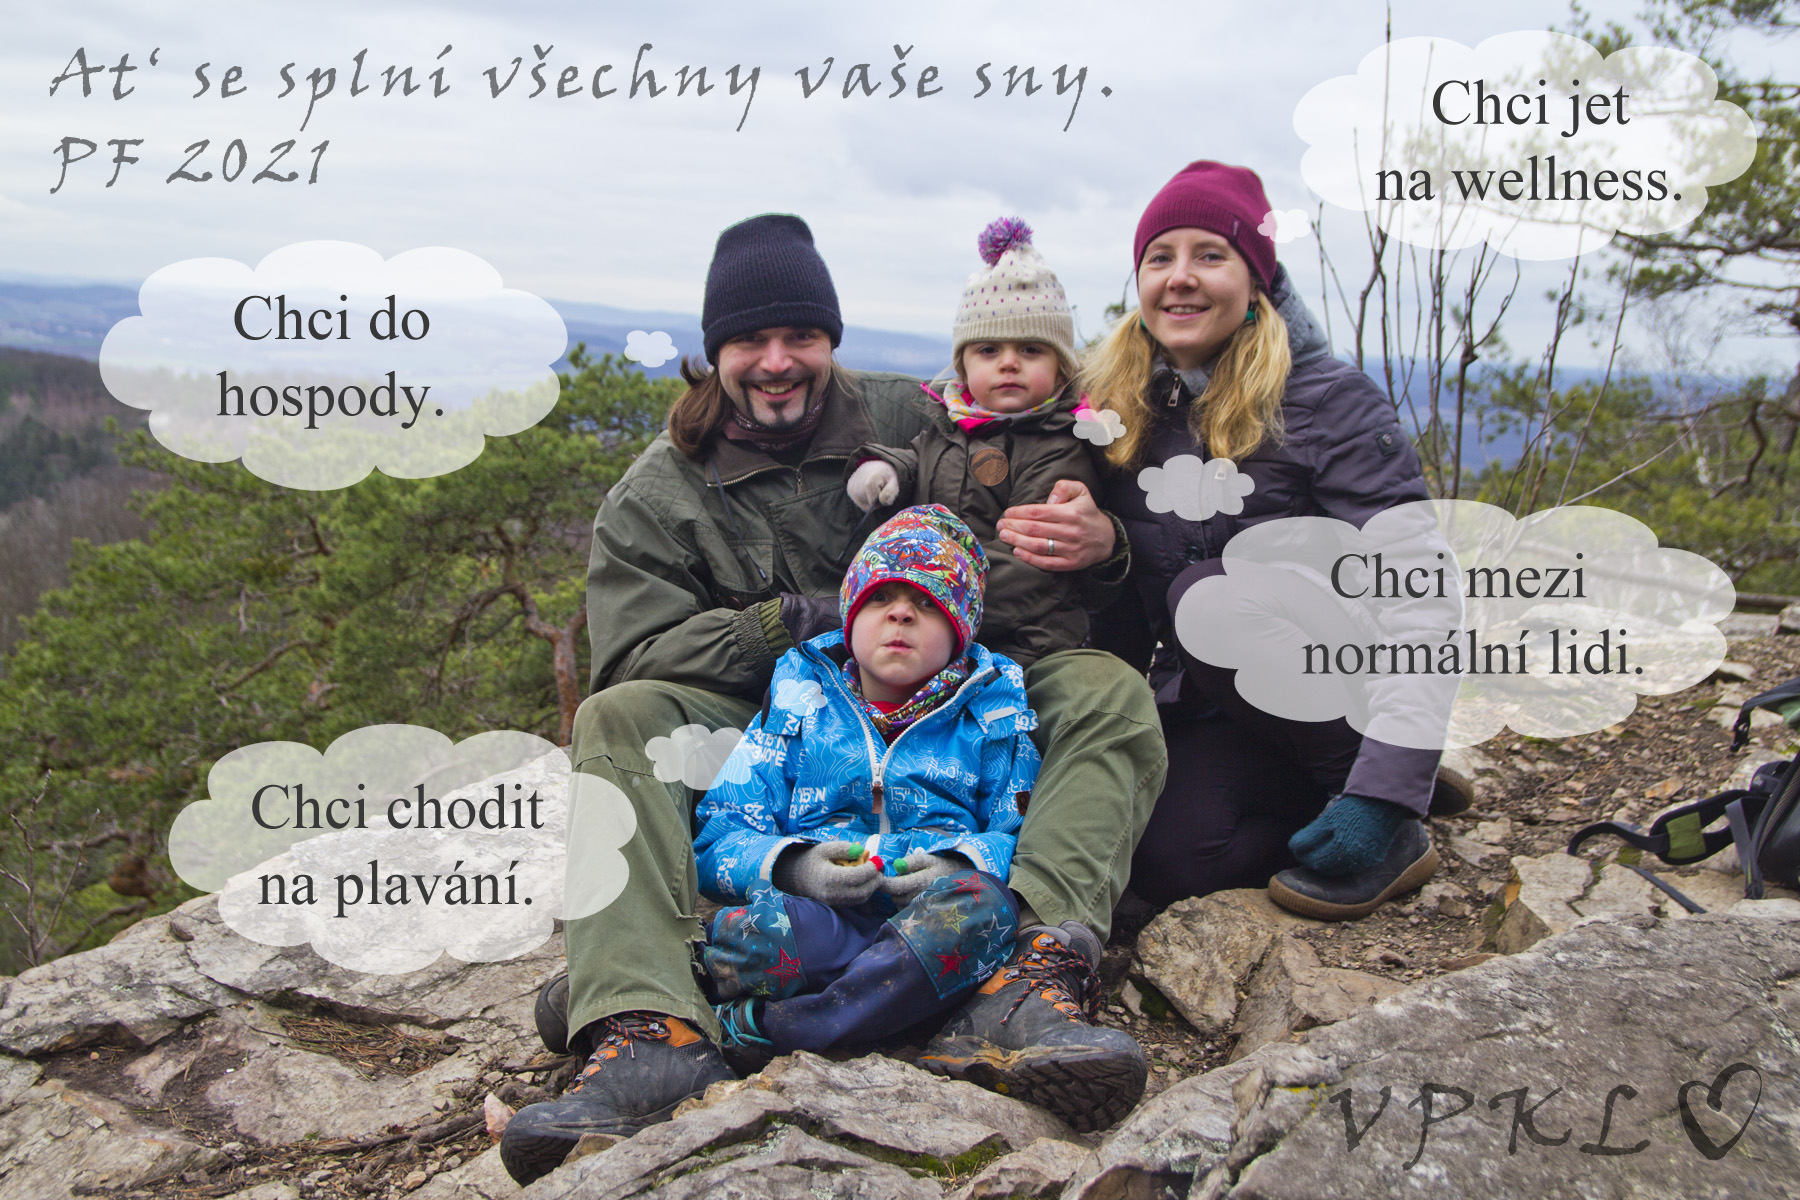 Ať se splní všechny vaše sny.
PF 2021
Chci jet
na wellness.
Chci do
hospody.
Chci mezi
normální lidi.
Chci chodit
na plavání.
VPKL